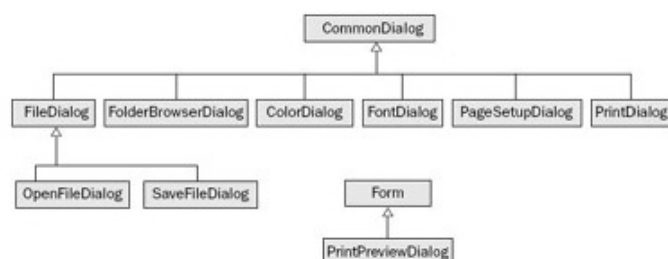 CommonDialog
FileDialog FolderBrowserDialog ColorDialog FontDialog PageSetupDialog PrintDialog
OpenFileDialog SaveFileDialog Form
PrintPreviewDialog